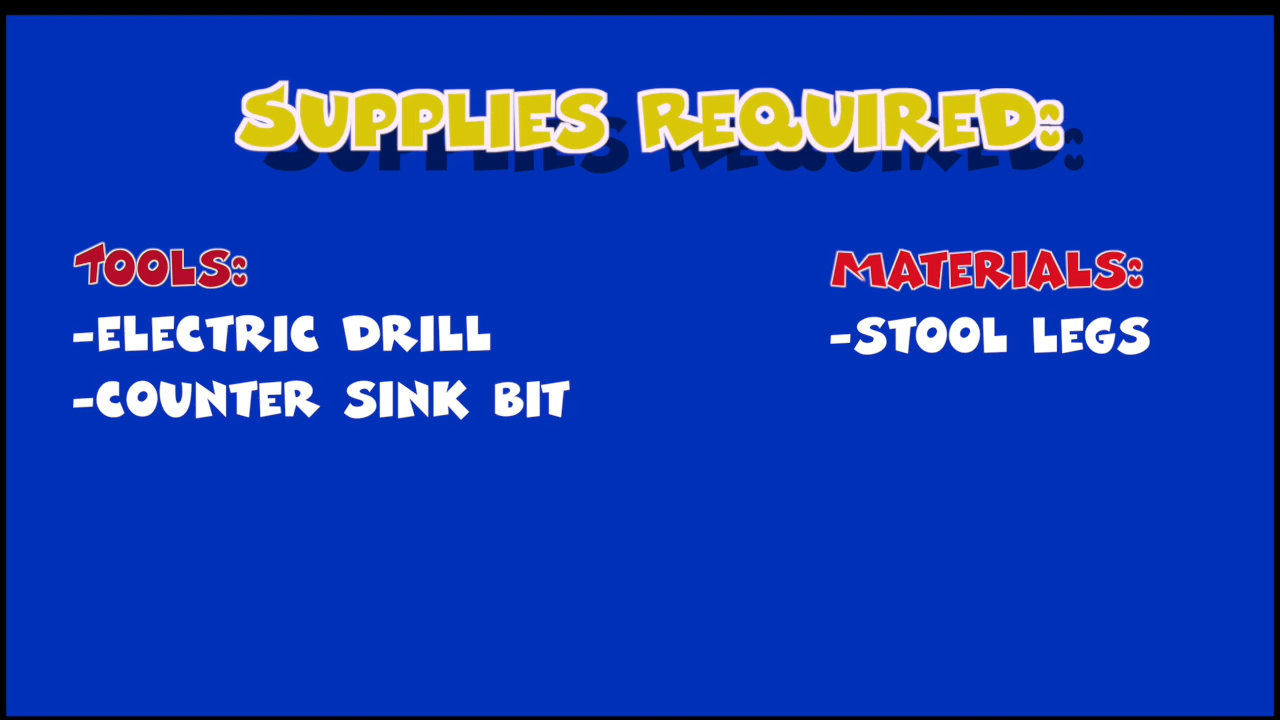 SUPPLIES REQUIRED:
TOOLS:
-ELECTRIC DRILL
-COUNTER SINK BIT
MATERIALS:
-STOOL LEGS